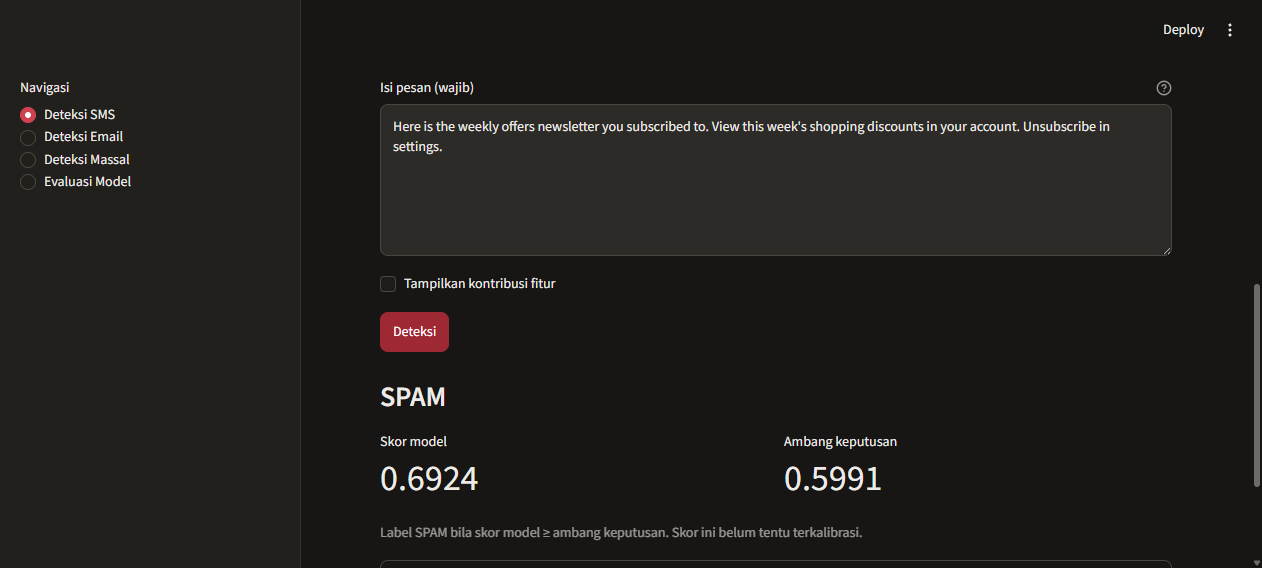 Deploy
Navigasi
Deteksi SMS
Deteksi Email
Deteksi Massal
Evaluasi Model
Isi pesan (wajib)
Here is the weekly offers newsletter you subscribed to. View this week's shopping discounts in your account. Unsubscribe in
settings.
Tampilkan kontribusi fitur
Deteksi
SPAM
Skor model
Ambang keputusan
0.6924
0.5991
Label SPAM bila skor model ≥ ambang keputusan. Skor ini belum tentu terkalibrasi.